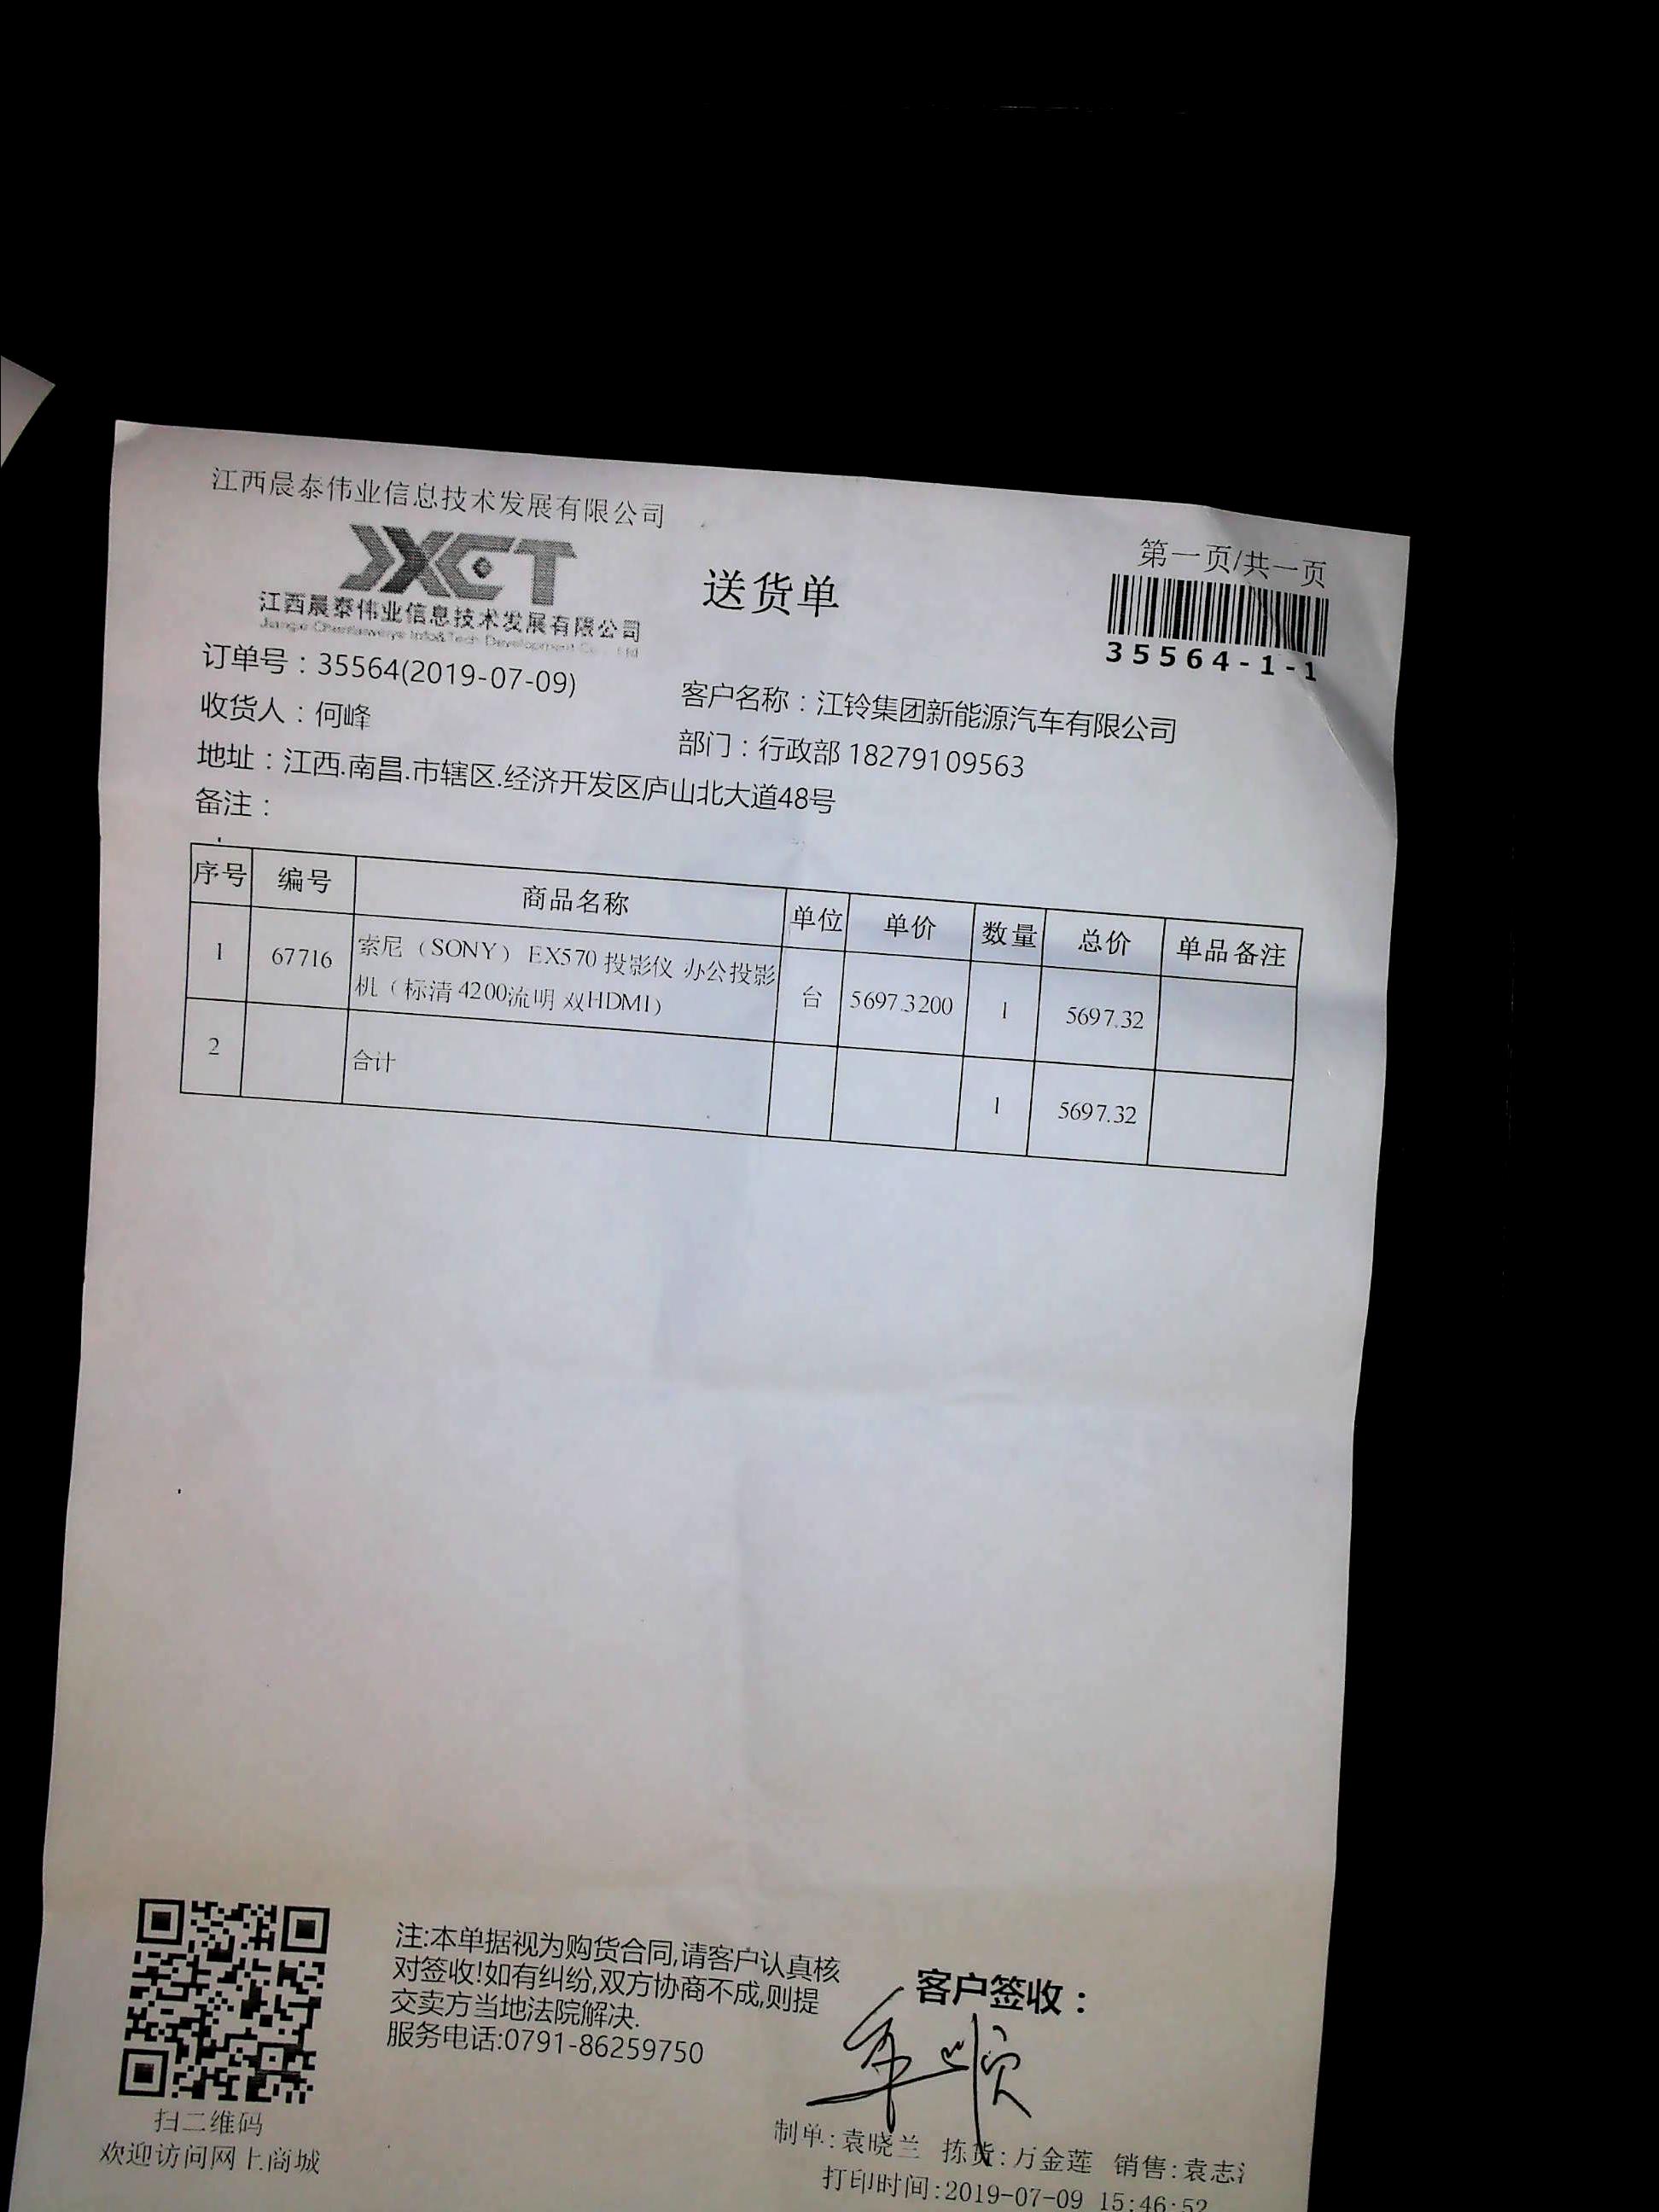 江西晨泰伟业信息技术发展有限公司
第一页/共一页
JXCT
送货单
江西晨泰伟业信息技术发展有限公司
Jiangxi Chentaiweiye Info&Tech Development Co., Ltd
35564-1-1
订单号：35564(2019-07-09)
客户名称：江铃集团新能源汽车有限公司
收货人：何峰
部门：行政部 18279109563
地址：江西.南昌.市辖区.经济开发区庐山北大道48号
备注：
序号 编号 商品名称 单位 单价 数量 总价 单品备注
1 67716 索尼（SONY）EX570 投影仪 办公投影
机（标清 4200流明 双HDMI） 台 5697.3200 1 5697.32
2 合计 1 5697.32
注:本单据视为购货合同,请客户认真核
对签收!如有纠纷,双方协商不成,则提
交卖方当地法院解决.
服务电话:0791-86259750
客户签收：
扫二维码
欢迎访问网上商城
制单:袁晓兰 拣货:万金莲 销售:袁志
打印时间:2019-07-09 15:46:52